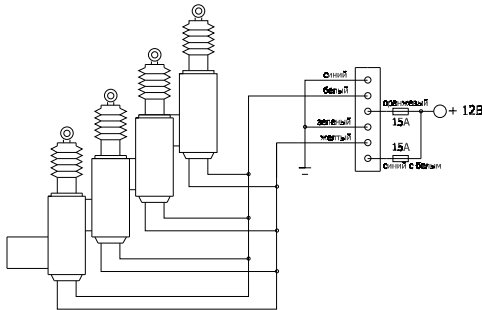 синий
белый
оранжевый
+ 12В
15А
зеленый
желтый
15А
синий с белым